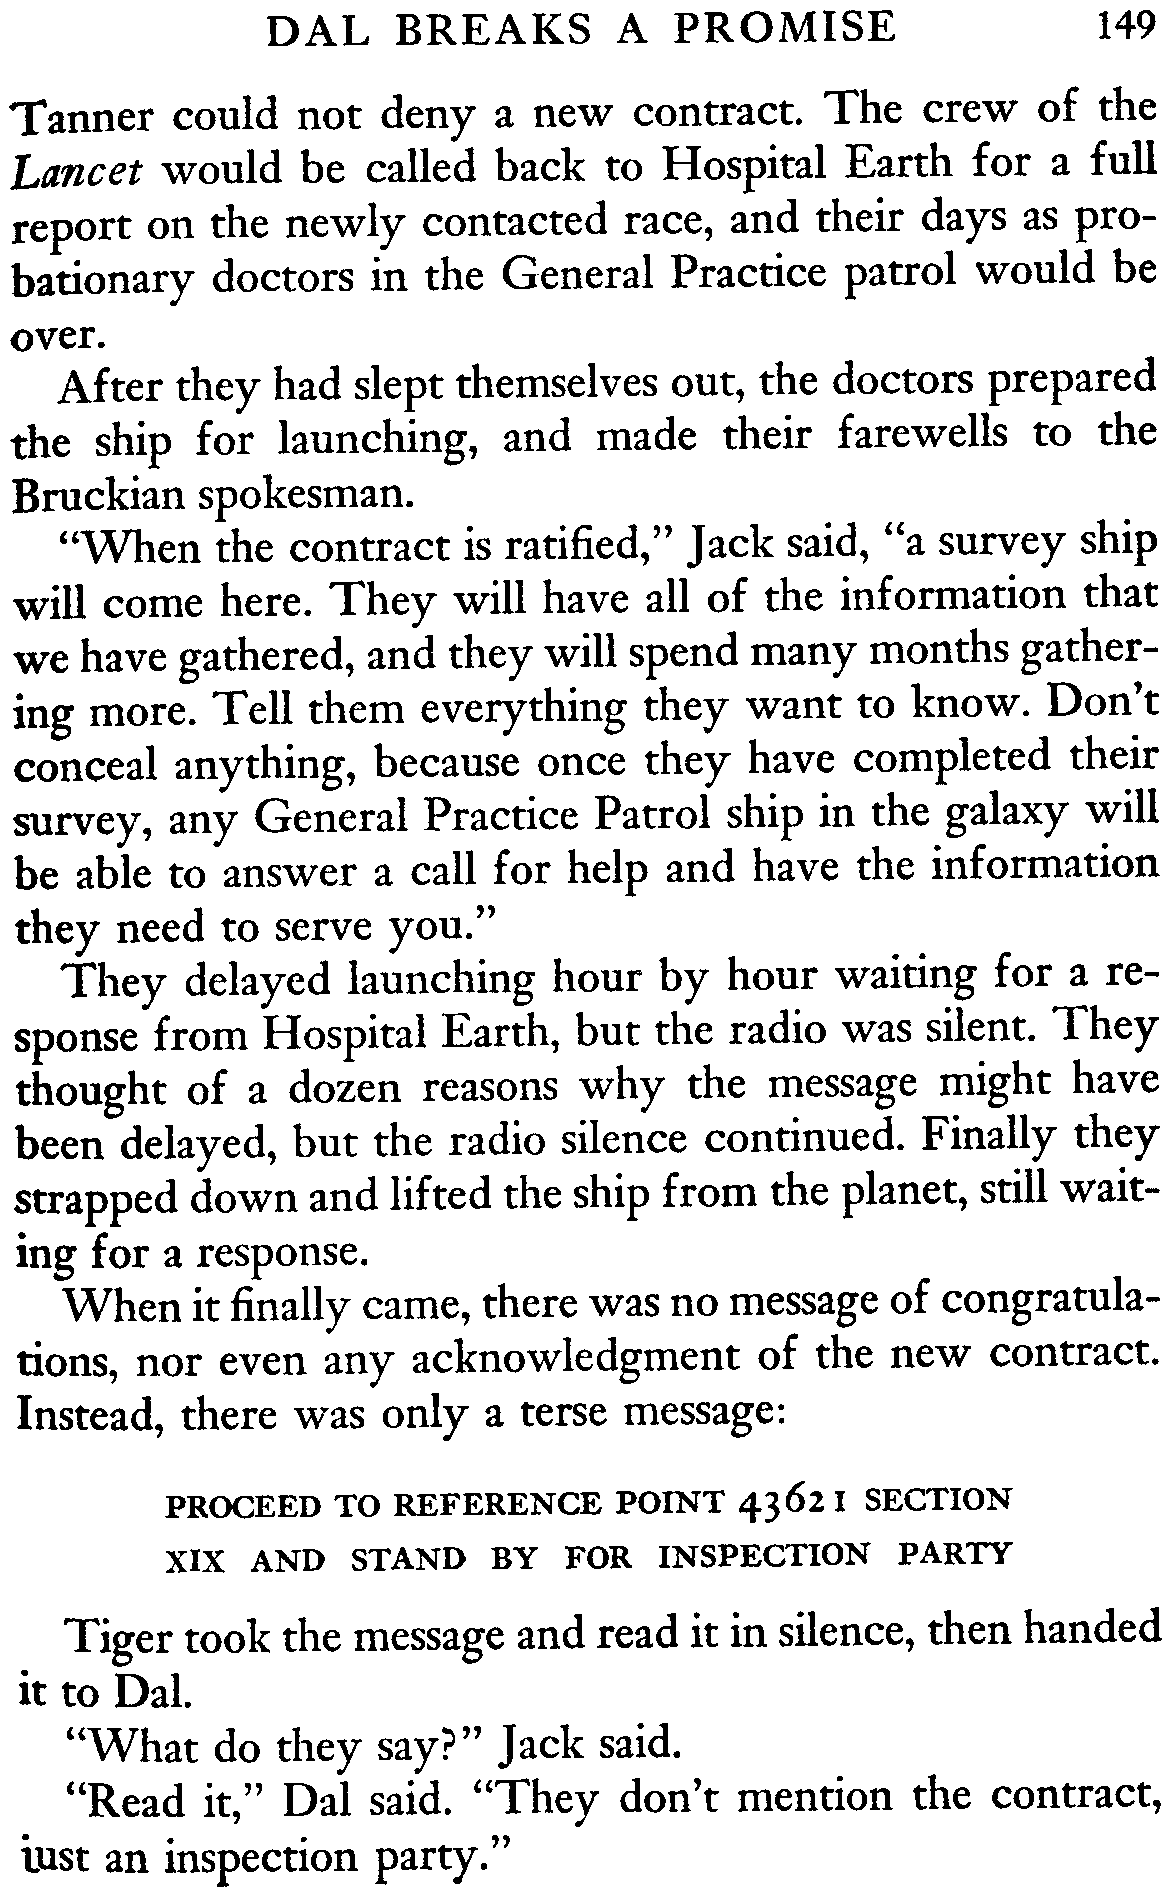 DAL BREAKS A PROMISE 149
Tanner could not deny a new contract. The crew of the
Lancet would be called back to Hospital Earth for a full
report on the newly contacted race, and their days as pro-
bationary doctors in the General Practice patrol would be
over.
After they had slept themselves out, the doctors prepared
the ship for launching, and made their farewells to the
Bruckian spokesman.
“When the contract is ratified,” Jack said, “a survey ship
will come here. They will have all of the information that
we have gathered, and they will spend many months gather-
ing more. Tell them everything they want to know. Don't
conceal anything, because once they have completed their
survey, any General Practice Patrol ship in the galaxy will
be able to answer a call for help and have the information
they need to serve you.”
They delayed launching hour by hour waiting for a re-
sponse from Hospital Earth, but the radio was silent. They
thought of a dozen reasons why the message might have
been delayed, but the radio silence continued. Finally they
strapped down and lifted the ship from the planet, still wait-
ing for a response.
When it finally came, there was no message of congratula-
tions, nor even any acknowledgment of the new contract.
Instead, there was only a terse message:
PROCEED TO REFERENCE POINT 43621 SECTION
XIX AND STAND BY FOR INSPECTION PARTY
Tiger took the message and read it in silence, then handed
it to Dal.
“What do they say?” Jack said.
“Read it,” Dal said. “They don't mention the contract,
just an inspection party.”